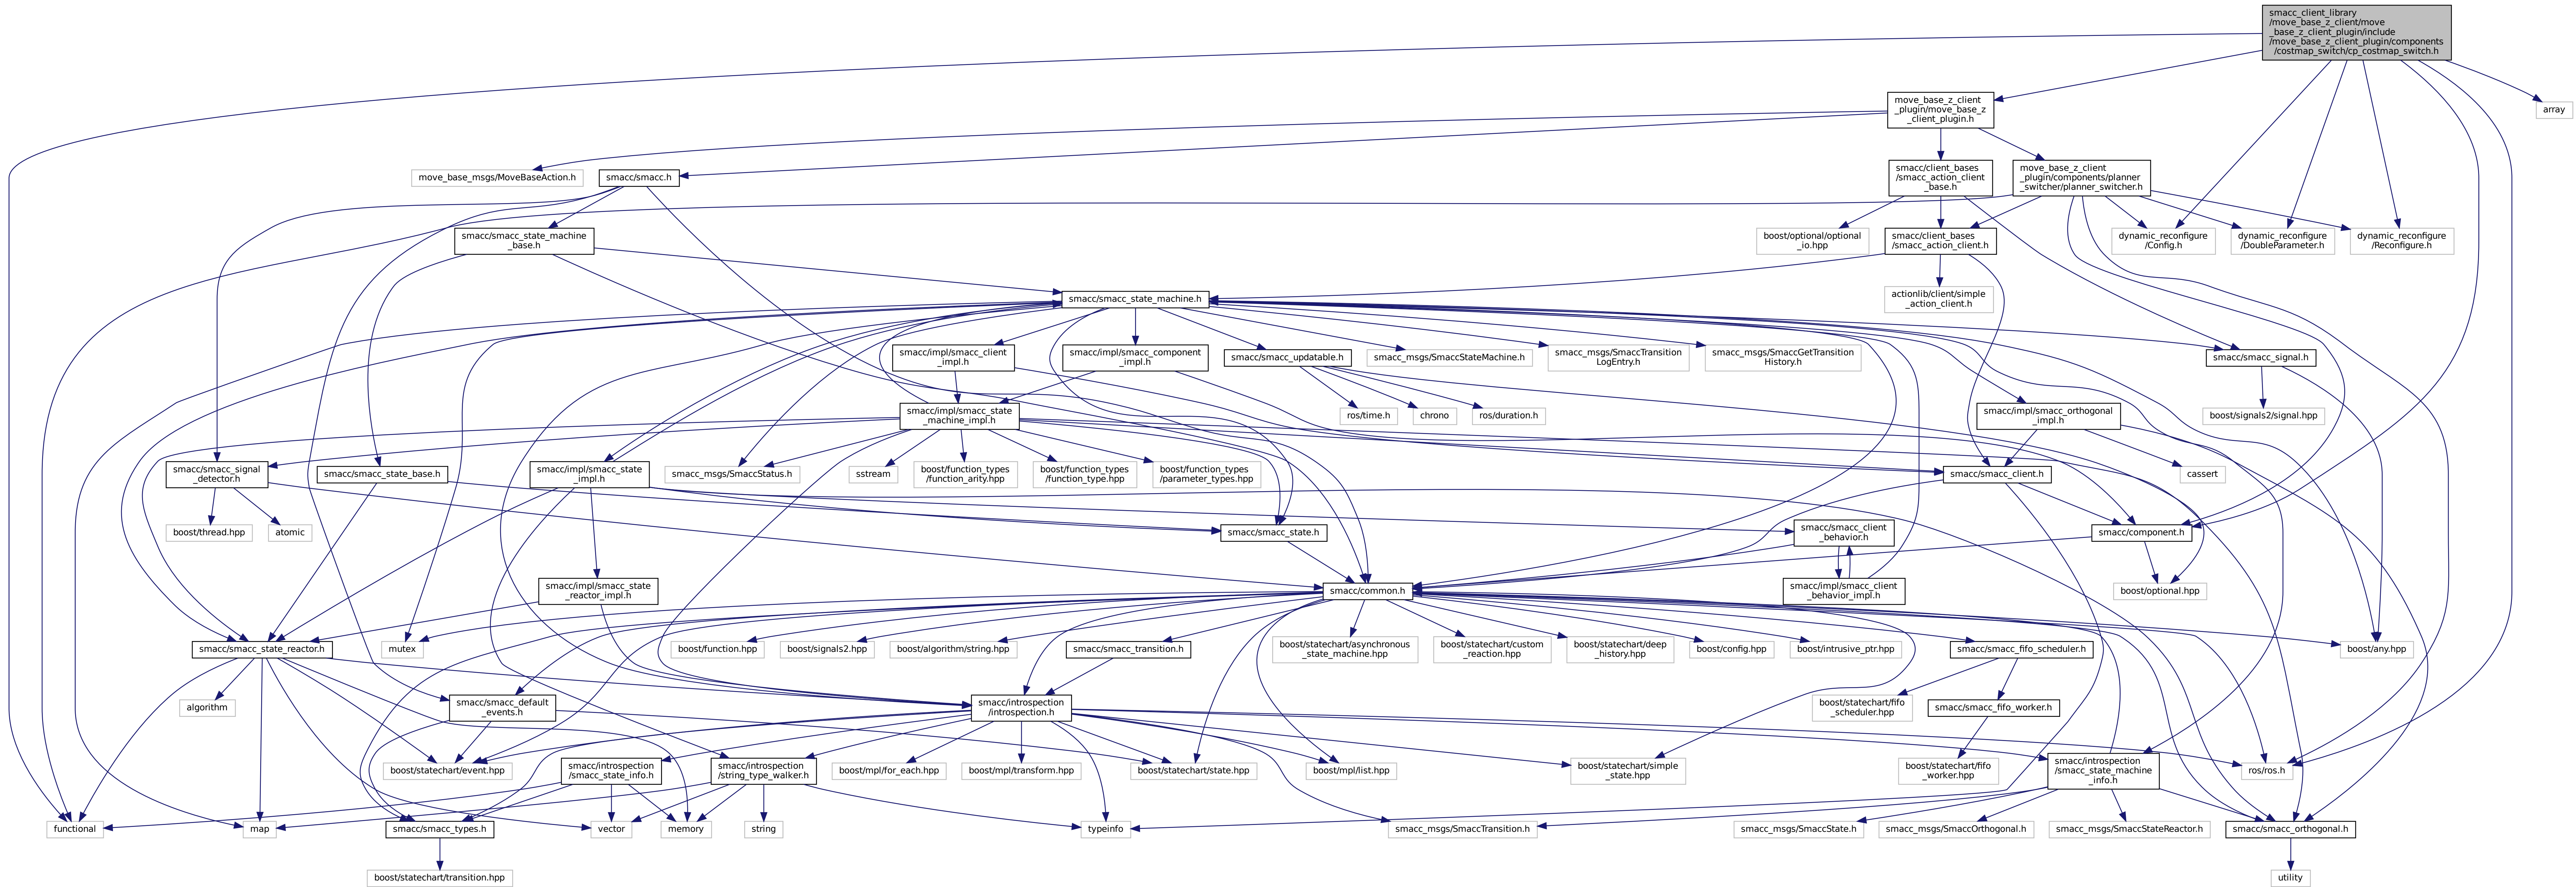 smacc_client_library
/move_base_z_client/move
_base_z_client_plugin/include
/move_base_z_client_plugin/components
/costmap_switch/cp_costmap_switch.h
move_base_z_client
_plugin/move_base_z
_client_plugin.h
array
move_base_msgs/MoveBaseAction.h
smacc/smacc.h
smacc/client_bases
/smacc_action_client
_base.h
move_base_z_client
_plugin/components/planner
_switcher/planner_switcher.h
smacc/smacc_state_machine
_base.h
boost/optional/optional
_io.hpp
smacc/client_bases
/smacc_action_client.h
dynamic_reconfigure
/Config.h
dynamic_reconfigure
/DoubleParameter.h
dynamic_reconfigure
/Reconfigure.h
smacc/smacc_state_machine.h
actionlib/client/simple
_action_client.h
smacc/impl/smacc_client
_impl.h
smacc/impl/smacc_component
_impl.h
smacc/smacc_updatable.h
smacc_msgs/SmaccStateMachine.h
smacc_msgs/SmaccTransition
LogEntry.h
smacc_msgs/SmaccGetTransition
History.h
smacc/smacc_signal.h
smacc/impl/smacc_state
_machine_impl.h
ros/time.h
chrono
ros/duration.h
smacc/impl/smacc_orthogonal
_impl.h
boost/signals2/signal.hpp
smacc/smacc_signal
_detector.h
smacc/smacc_state_base.h
smacc/impl/smacc_state
_impl.h
smacc_msgs/SmaccStatus.h
sstream
boost/function_types
/function_arity.hpp
boost/function_types
/function_type.hpp
boost/function_types
/parameter_types.hpp
smacc/smacc_client.h
cassert
boost/thread.hpp
atomic
smacc/smacc_state.h
smacc/smacc_client
_behavior.h
smacc/component.h
smacc/impl/smacc_state
_reactor_impl.h
smacc/common.h
smacc/impl/smacc_client
_behavior_impl.h
boost/optional.hpp
smacc/smacc_state_reactor.h
mutex
boost/function.hpp
boost/signals2.hpp
boost/algorithm/string.hpp
smacc/smacc_transition.h
boost/statechart/asynchronous
_state_machine.hpp
boost/statechart/custom
_reaction.hpp
boost/statechart/deep
_history.hpp
boost/config.hpp
boost/intrusive_ptr.hpp
smacc/smacc_fifo_scheduler.h
boost/any.hpp
algorithm
smacc/smacc_default
_events.h
smacc/introspection
/introspection.h
boost/statechart/fifo
_scheduler.hpp
smacc/smacc_fifo_worker.h
boost/statechart/event.hpp
smacc/introspection
/smacc_state_info.h
smacc/introspection
/string_type_walker.h
boost/mpl/for_each.hpp
boost/mpl/transform.hpp
boost/statechart/state.hpp
boost/mpl/list.hpp
boost/statechart/simple
_state.hpp
boost/statechart/fifo
_worker.hpp
smacc/introspection
/smacc_state_machine
_info.h
ros/ros.h
functional
map
smacc/smacc_types.h
vector
memory
string
typeinfo
smacc_msgs/SmaccTransition.h
smacc_msgs/SmaccState.h
smacc_msgs/SmaccOrthogonal.h
smacc_msgs/SmaccStateReactor.h
smacc/smacc_orthogonal.h
boost/statechart/transition.hpp
utility